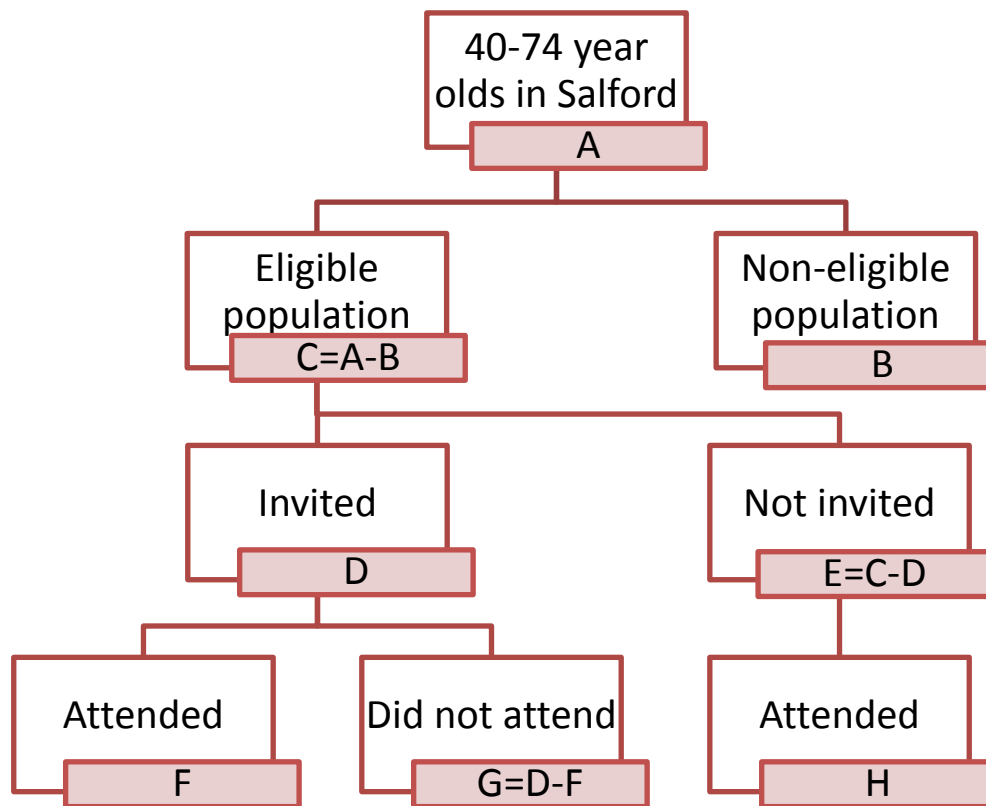 40-74 year
olds in Salford
A
Eligible
population
C=A-B
Non-eligible
population
B
Invited
D
Not invited
E=C-D
Attended
F
Did not attend
G=D-F
Attended
H